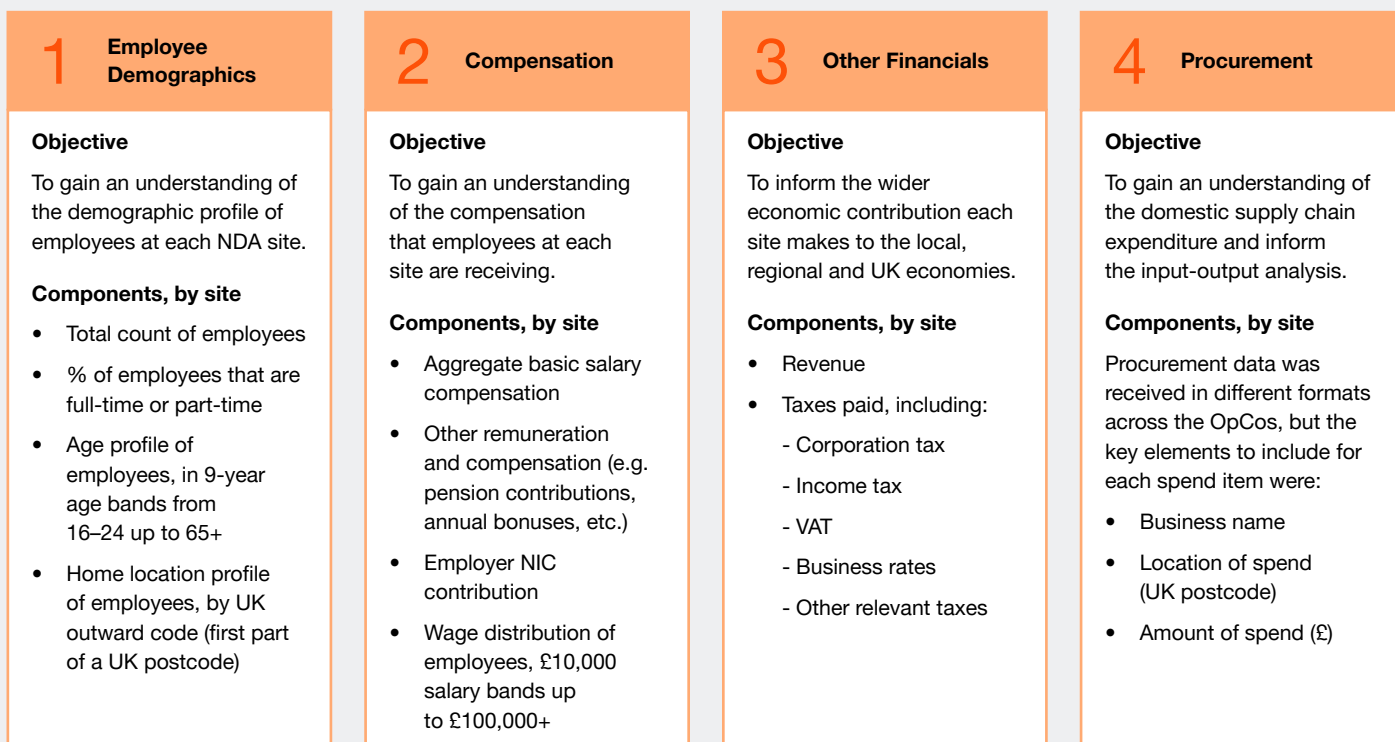 1
Employee
Demographics
Objective
To gain an understanding of
the demographic profile of
employees at each NDA site.
Components, by site
• Total count of employees
• % of employees that are
full-time or part-time
• Age profile of
employees, in 9-year
age bands from
16–24 up to 65+
• Home location profile
of employees, by UK
outward code (first part
of a UK postcode)
2
Compensation
Objective
To gain an understanding
of the compensation
that employees at each
site are receiving.
Components, by site
• Aggregate basic salary
compensation
• Other remuneration
and compensation (e.g.
pension contributions,
annual bonuses, etc.)
• Employer NIC
contribution
• Wage distribution of
employees, £10,000
salary bands up
to £100,000+
3
Other Financials
Objective
To inform the wider
economic contribution each
site makes to the local,
regional and UK economies.
Components, by site
• Revenue
• Taxes paid, including:
- Corporation tax
- Income tax
- VAT
- Business rates
- Other relevant taxes
4
Procurement
Objective
To gain an understanding of
the domestic supply chain
expenditure and inform
the input-output analysis.
Components, by site
Procurement data was
received in different formats
across the OpCos, but the
key elements to include for
each spend item were:
• Business name
• Location of spend
(UK postcode)
• Amount of spend (£)